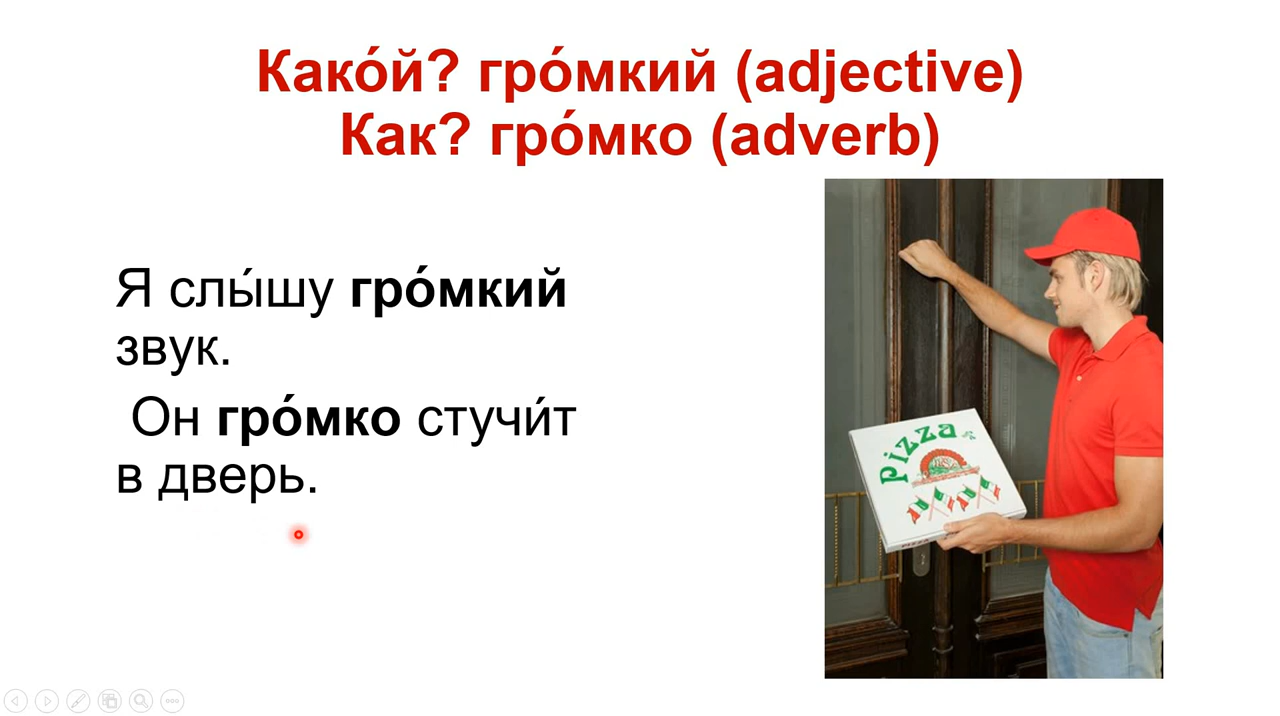 Како́й? гро́мкий (adjective)
Как? гро́мко (adverb)
Я слы́шу гро́мкий
звук.
Он гро́мко стучи́т
в дверь.
Pizza
PIZZA